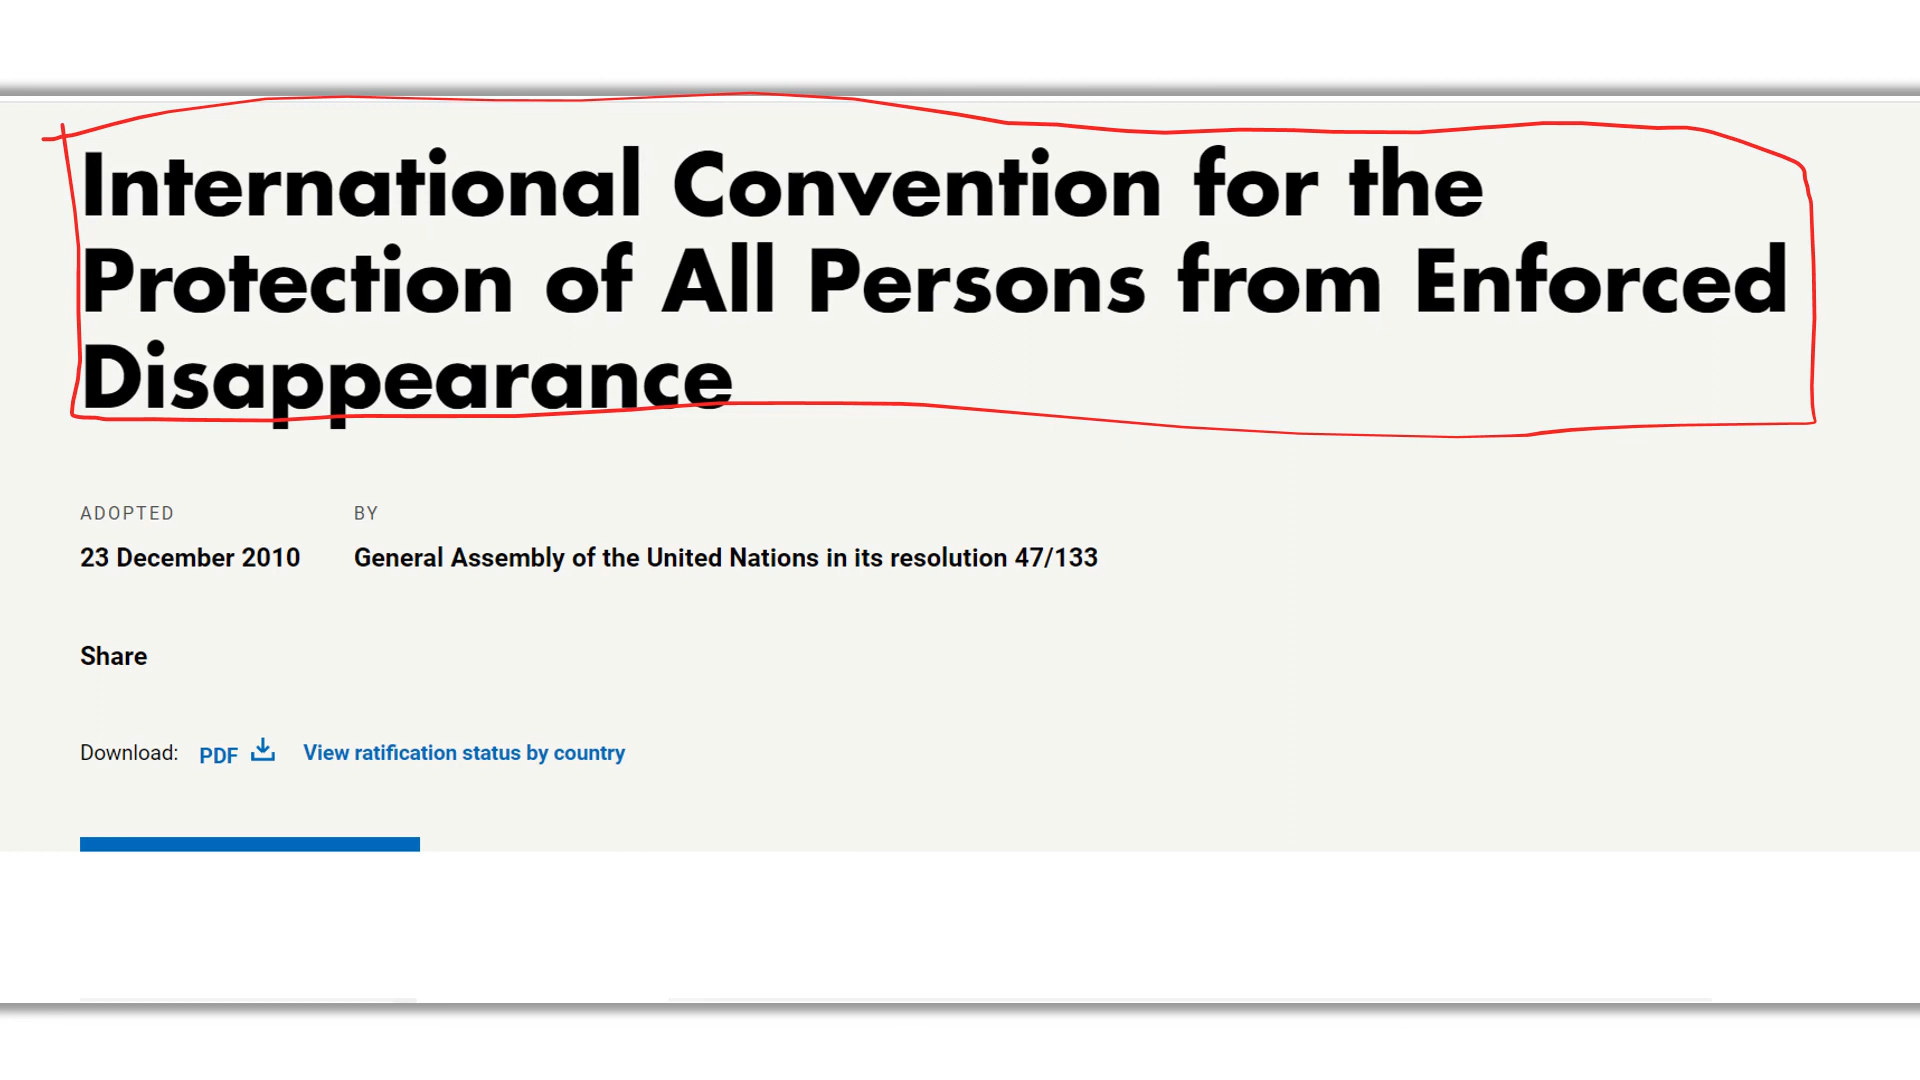 International Convention for the
Protection of All Persons from Enforced
Disappearance
ADOPTED BY
23 December 2010 General Assembly of the United Nations in its resolution 47/133
Share
Download: PDF View ratification status by country